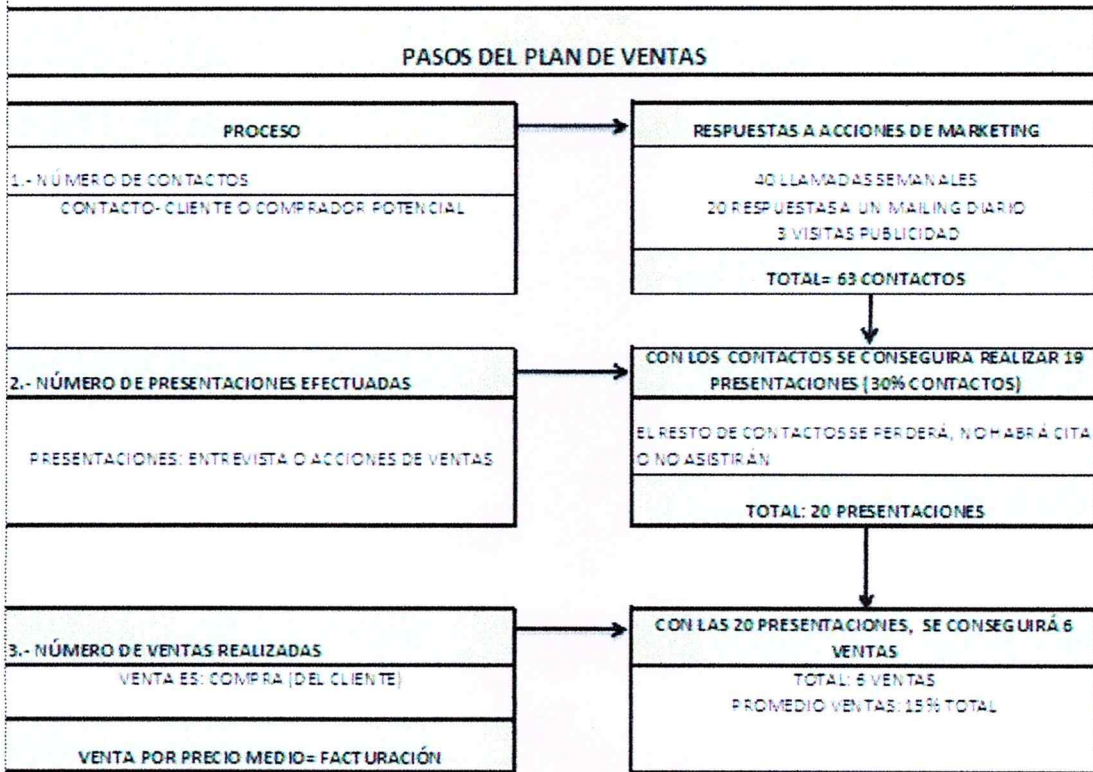 PASOS DEL PLAN DE VENTAS
PROCESO
1.- NÚMERO DE CONTACTOS
CONTACTO- CLIENTE O COMPRADOR POTENCIAL
RESPUESTAS A ACCIONES DE MARKETING
40 LLAMADAS SEMANALES
20 RESPUESTAS A UN MAILING DIARIO
3 VISITAS PUBLICIDAD
TOTAL= 63 CONTACTOS
2.- NÚMERO DE PRESENTACIONES EFECTUADAS
PRESENTACIONES: ENTREVISTA O ACCIONES DE VENTAS
CON LOS CONTACTOS SE CONSEGUIRA REALIZAR 19
PRESENTACIONES (30% CONTACTOS)
EL RESTO DE CONTACTOS SE PERDERÁ, NO HABRÁ CITA
O NO ASISTIRÁN
TOTAL: 20 PRESENTACIONES
3.- NÚMERO DE VENTAS REALIZADAS
VENTA ES: COMPRA (DEL CLIENTE)
VENTA POR PRECIO MEDIO= FACTURACIÓN
CON LAS 20 PRESENTACIONES, SE CONSEGUIRÁ 6
VENTAS
TOTAL: 6 VENTAS
PROMEDIO VENTAS: 15% TOTAL